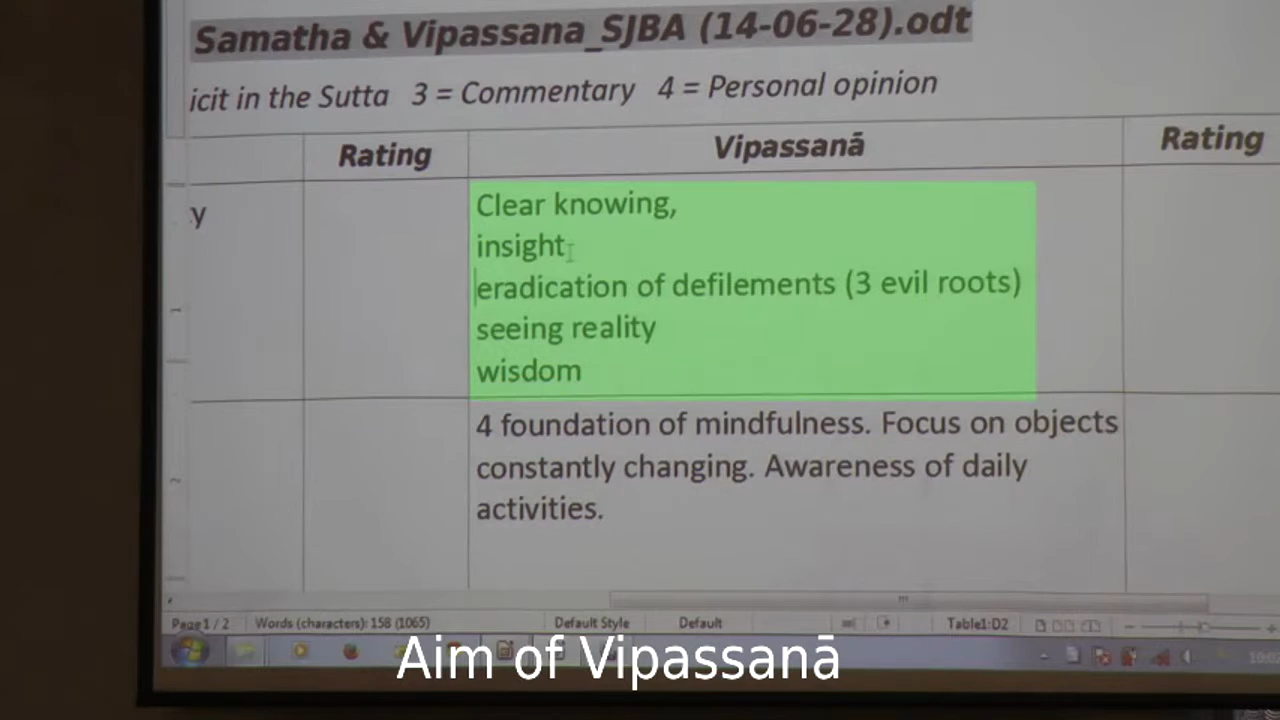 Samatha & Vipassana_SJBA (14-06-28).odt
icit in the Sutta 3 = Commentary 4 = Personal opinion
Rating Vipassanā Rating
y
Clear knowing,
insight
eradication of defilements (3 evil roots)
seeing reality
wisdom
4 foundation of mindfulness. Focus on objects
constantly changing. Awareness of daily
activities.
Page 1 / 2 Words (characters): 158 (1065) Default Style Default Table1:D2
Aim of Vipassanā